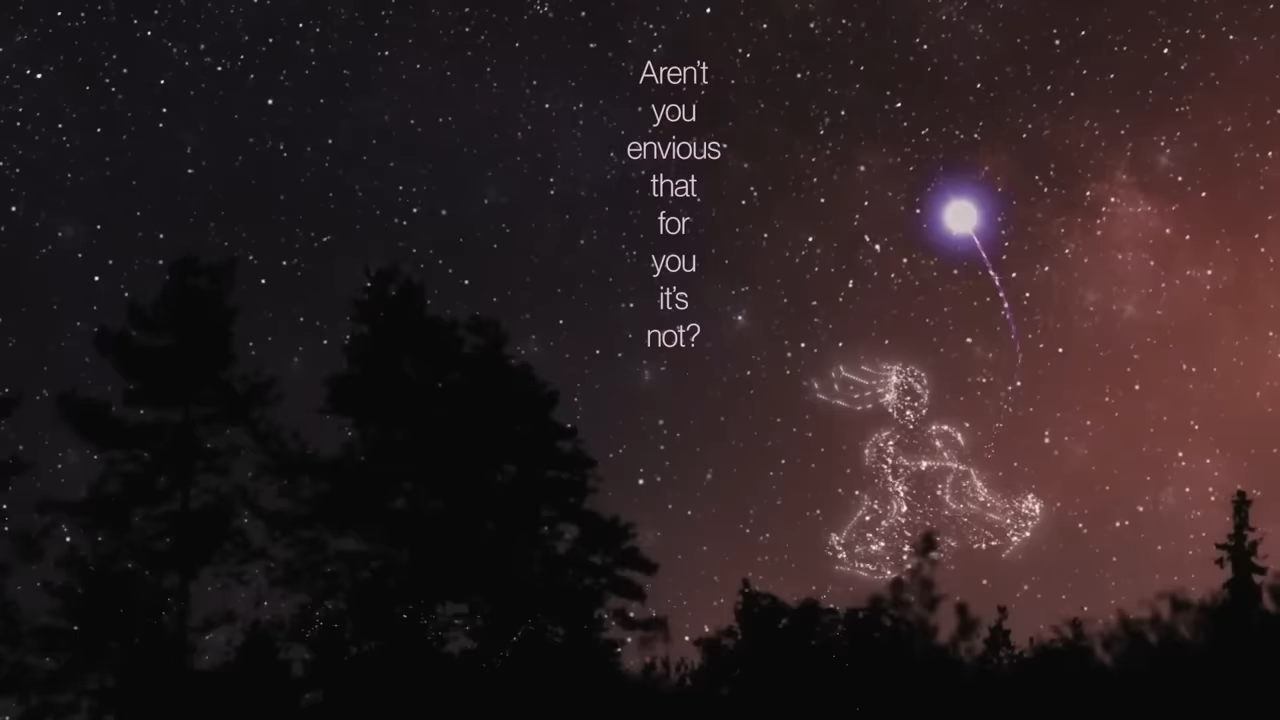 Aren’t
you
envious
that
for
you
it’s
not?